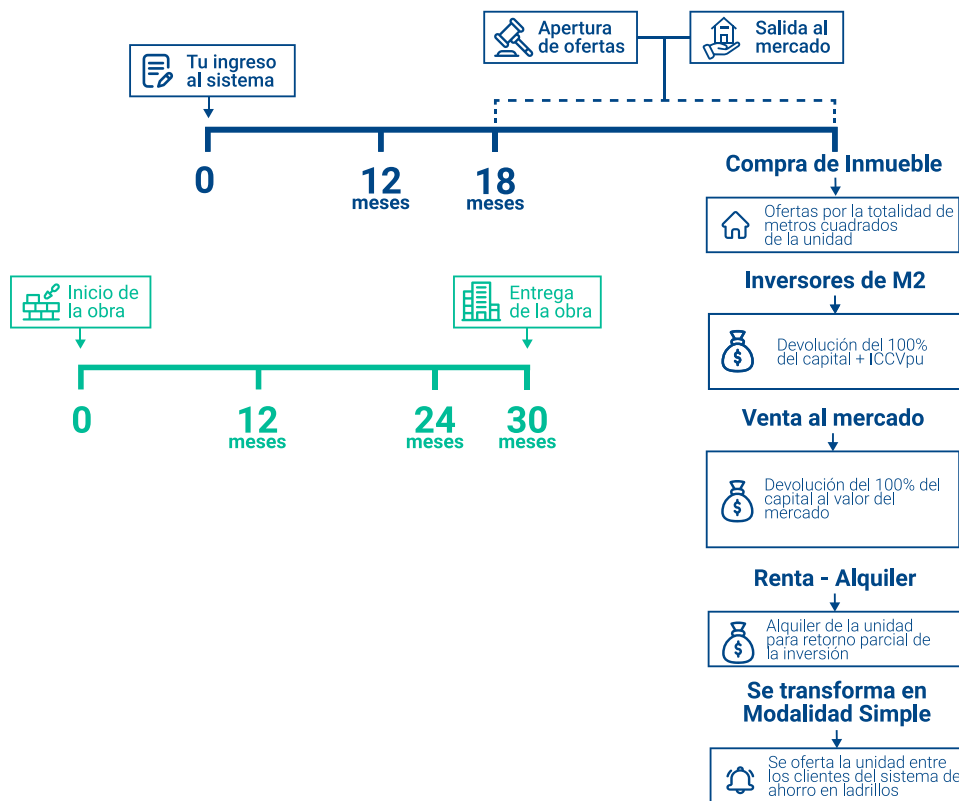 Apertura
de ofertas
Salida al
mercado
Tu ingreso
al sistema
0
12
meses
18
meses
Compra de Inmueble
Ofertas por la totalidad de
metros cuadrados
de la unidad
Inicio de
la obra
Entrega
de la obra
0
12
meses
24
meses
30
meses
Inversores de M2
$
Devolución del 100%
del capital + ICCVpu
Venta al mercado
$
Devolución del 100% del
capital al valor del
mercado
Renta - Alquiler
$
Alquiler de la unidad
para retorno parcial de
la inversión
Se transforma en
Modalidad Simple
Se oferta la unidad entre
los clientes del sistema de
ahorro en ladrillos